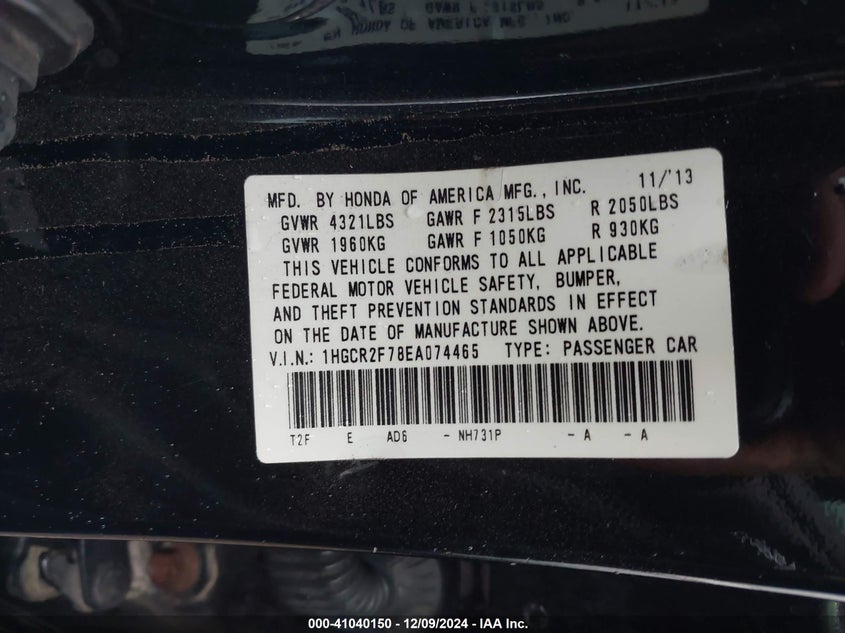 MFD. BY HONDA OF AMERICA MFG., INC. 11/'13
GVWR 4321LBS GAWR F 2315LBS R 2050LBS
GVWR 1960KG GAWR F 1050KG R 930KG
THIS VEHICLE CONFORMS TO ALL APPLICABLE
FEDERAL MOTOR VEHICLE SAFETY, BUMPER,
AND THEFT PREVENTION STANDARDS IN EFFECT
ON THE DATE OF MANUFACTURE SHOWN ABOVE.
V.I.N.: 1HGCR2F78EA074465 TYPE: PASSENGER CAR
T2F E AD6 - NH731P - A - A
000-41040150 - 12/09/2024 - IAA Inc.